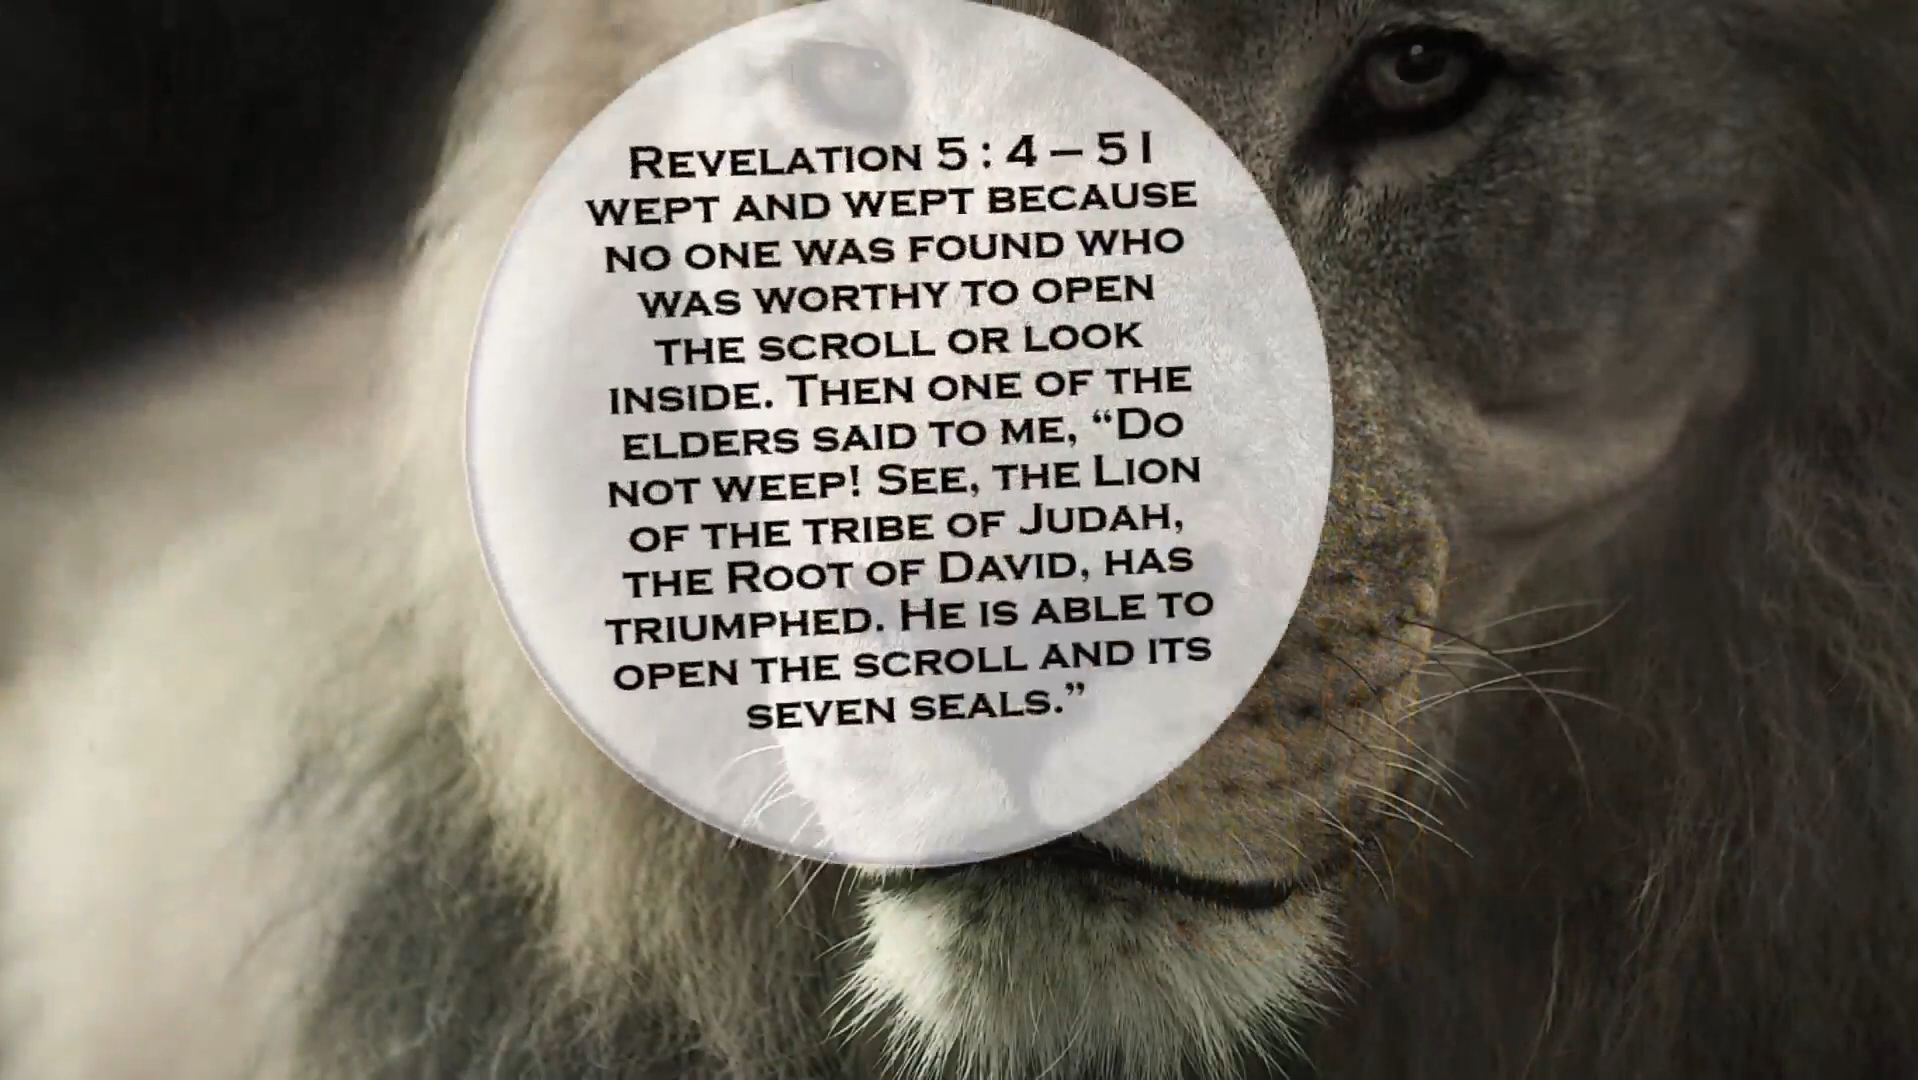 REVELATION 5 : 4 – 5 I
WEPT AND WEPT BECAUSE
NO ONE WAS FOUND WHO
WAS WORTHY TO OPEN
THE SCROLL OR LOOK
INSIDE. THEN ONE OF THE
ELDERS SAID TO ME, “DO
NOT WEEP! SEE, THE LION
OF THE TRIBE OF JUDAH,
THE ROOT OF DAVID, HAS
TRIUMPHED. HE IS ABLE TO
OPEN THE SCROLL AND ITS
SEVEN SEALS.”